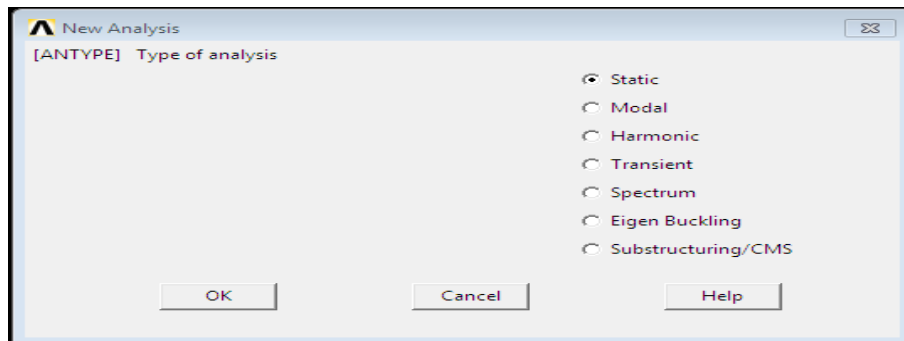 New Analysis
[ANTYPE] Type of analysis
Static
Modal
Harmonic
Transient
Spectrum
Eigen Buckling
Substructuring/CMS
OK Cancel Help